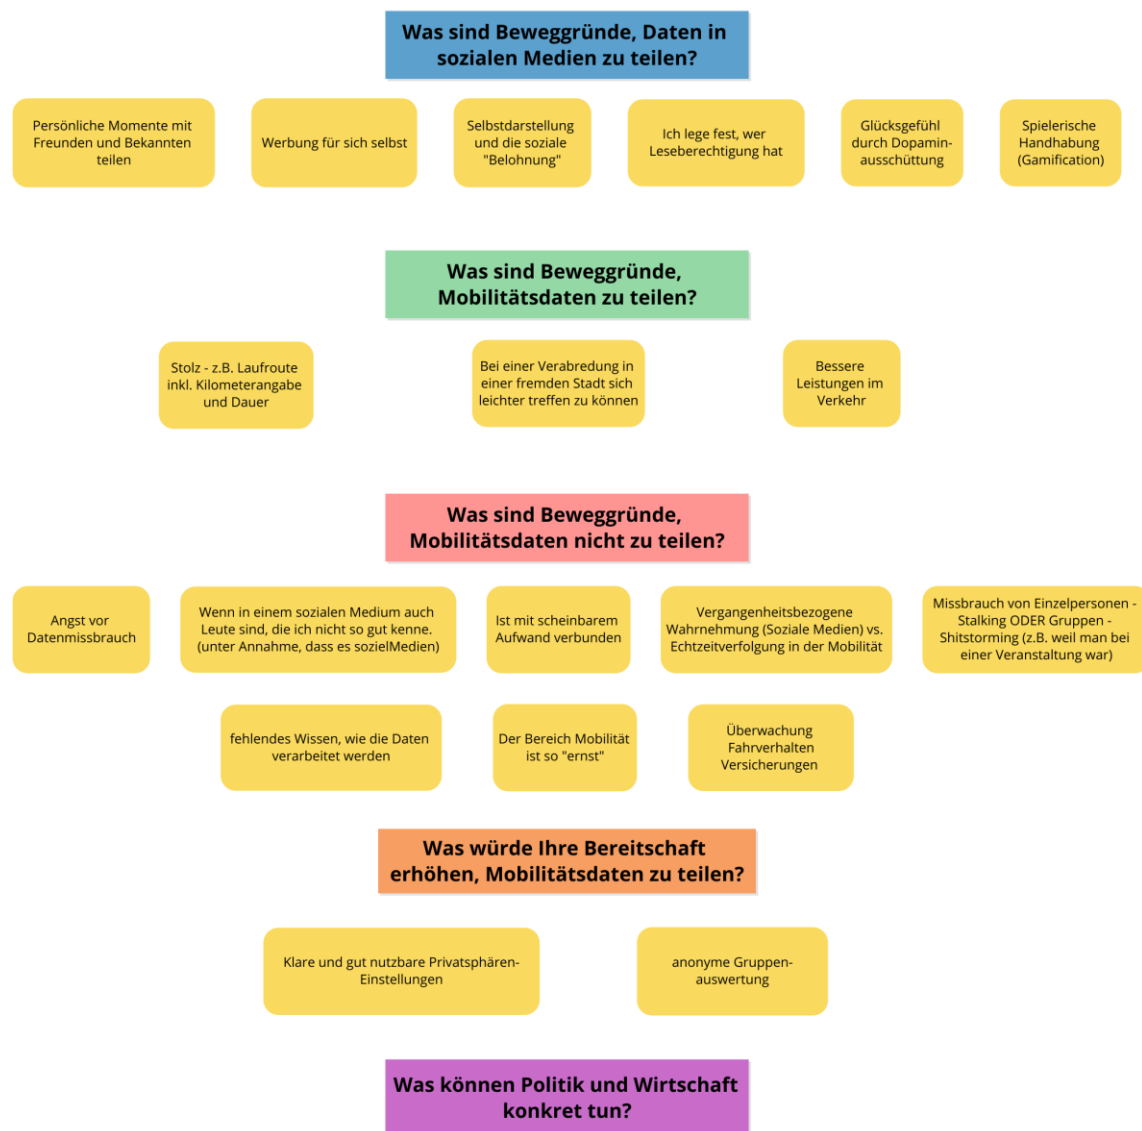 Was sind Beweggründe, Daten in
sozialen Medien zu teilen?
Persönliche Momente mit
Freunden und Bekannten
teilen
Werbung für sich selbst
Selbstdarstellung
und die soziale
"Belohnung"
Ich lege fest, wer
Leseberechtigung hat
Glücksgefühl
durch Dopamin-
ausschüttung
Spielerische
Handhabung
(Gamification)
Was sind Beweggründe,
Mobilitätsdaten zu teilen?
Stolz - z.B. Laufroute
inkl. Kilometerangabe
und Dauer
Bei einer Verabredung in
einer fremden Stadt sich
leichter treffen zu können
Bessere
Leistungen im
Verkehr
Was sind Beweggründe,
Mobilitätsdaten nicht zu teilen?
Angst vor
Datenmissbrauch
Wenn in einem sozialen Medium auch
Leute sind, die ich nicht so gut kenne.
(unter Annahme, dass es sozielMedien)
Ist mit scheinbarem
Aufwand verbunden
Vergangenheitsbezogene
Wahrnehmung (Soziale Medien) vs.
Echtzeitverfolgung in der Mobilität
Missbrauch von Einzelpersonen -
Stalking ODER Gruppen -
Shitstorming (z.B. weil man bei
einer Veranstaltung war)
fehlendes Wissen, wie die Daten
verarbeitet werden
Der Bereich Mobilität
ist so "ernst"
Überwachung
Fahrverhalten
Versicherungen
Was würde Ihre Bereitschaft
erhöhen, Mobilitätsdaten zu teilen?
Klare und gut nutzbare Privatsphären-
Einstellungen
anonyme Gruppen-
auswertung
Was können Politik und Wirtschaft
konkret tun?